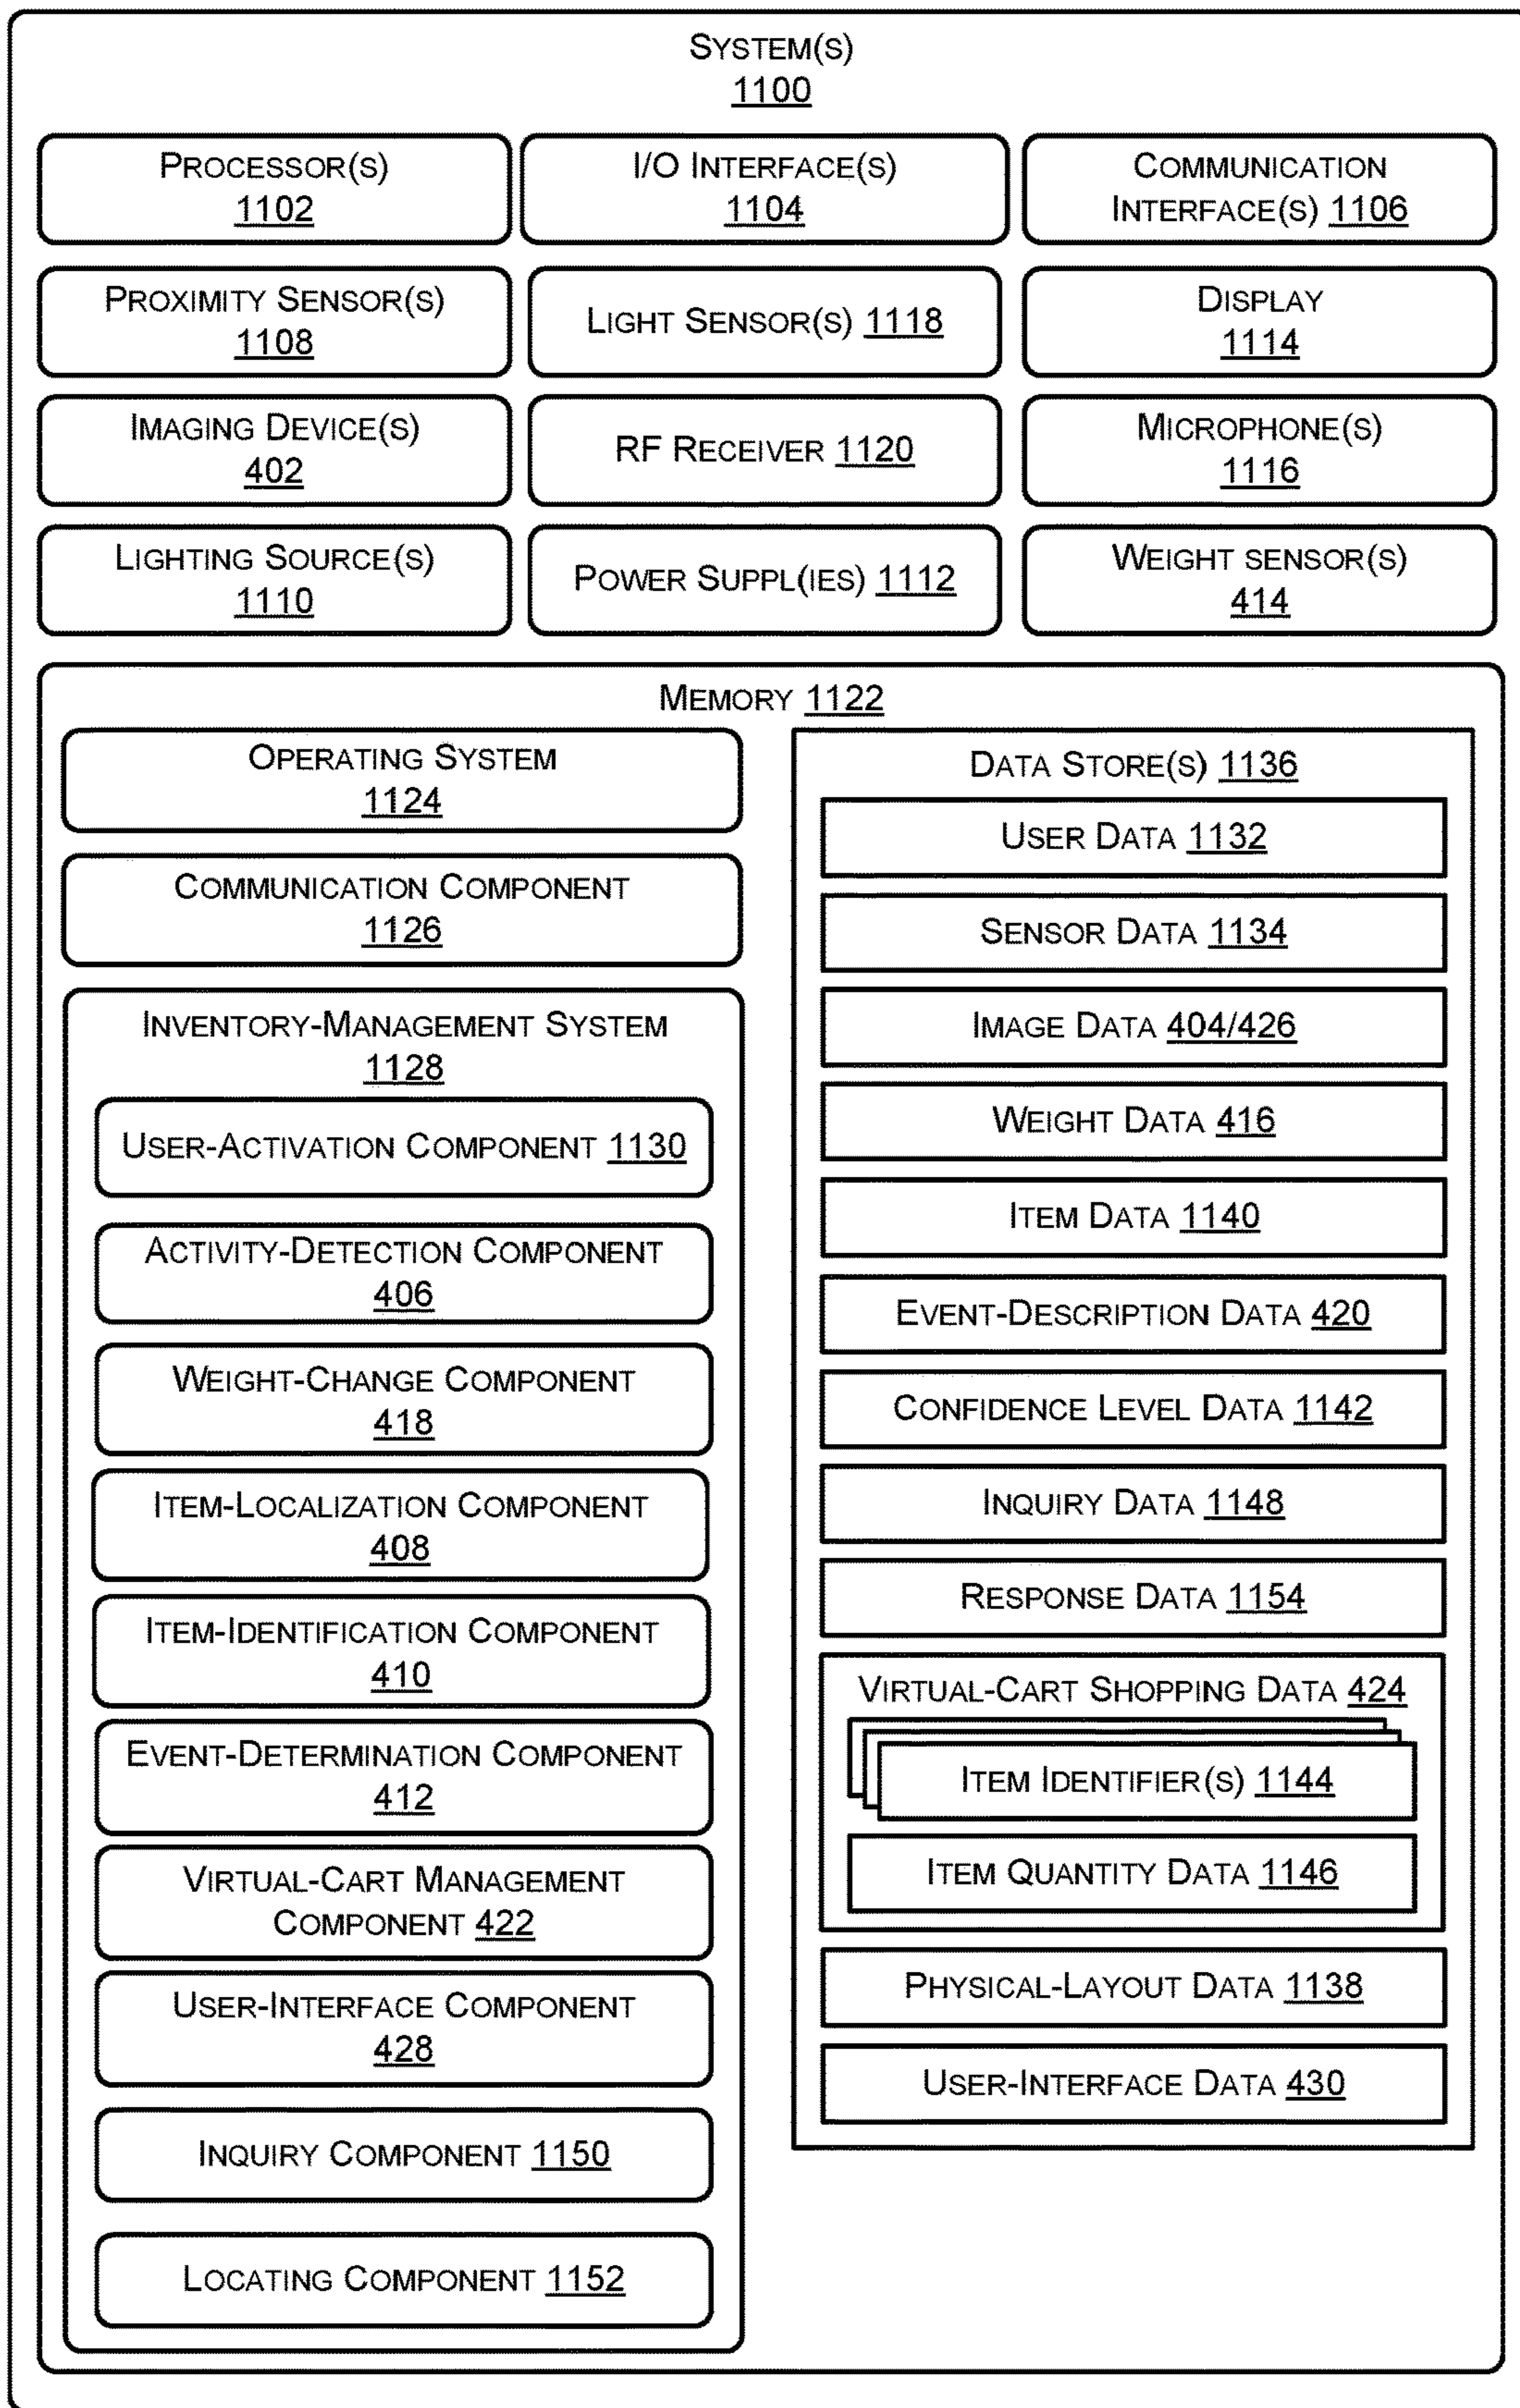 SYSTEM(S)
1100
PROCESSOR(S)
1102
I/O INTERFACE(S)
1104
COMMUNICATION
INTERFACE(S) 1106
PROXIMITY SENSOR(S)
1108
LIGHT SENSOR(S) 1118
DISPLAY
1114
IMAGING DEVICE(S)
402
RF RECEIVER 1120
MICROPHONE(S)
1116
LIGHTING SOURCE(S)
1110
POWER SUPPL(IES) 1112
WEIGHT SENSOR(S)
414
MEMORY 1122
OPERATING SYSTEM
1124
COMMUNICATION COMPONENT
1126
INVENTORY-MANAGEMENT SYSTEM
1128
USER-ACTIVATION COMPONENT 1130
ACTIVITY-DETECTION COMPONENT
406
WEIGHT-CHANGE COMPONENT
418
ITEM-LOCALIZATION COMPONENT
408
ITEM-IDENTIFICATION COMPONENT
410
EVENT-DETERMINATION COMPONENT
412
VIRTUAL-CART MANAGEMENT
COMPONENT 422
USER-INTERFACE COMPONENT
428
INQUIRY COMPONENT 1150
LOCATING COMPONENT 1152
DATA STORE(S) 1136
USER DATA 1132
SENSOR DATA 1134
IMAGE DATA 404/426
WEIGHT DATA 416
ITEM DATA 1140
EVENT-DESCRIPTION DATA 420
CONFIDENCE LEVEL DATA 1142
INQUIRY DATA 1148
RESPONSE DATA 1154
VIRTUAL-CART SHOPPING DATA 424
ITEM IDENTIFIER(S) 1144
ITEM QUANTITY DATA 1146
PHYSICAL-LAYOUT DATA 1138
USER-INTERFACE DATA 430